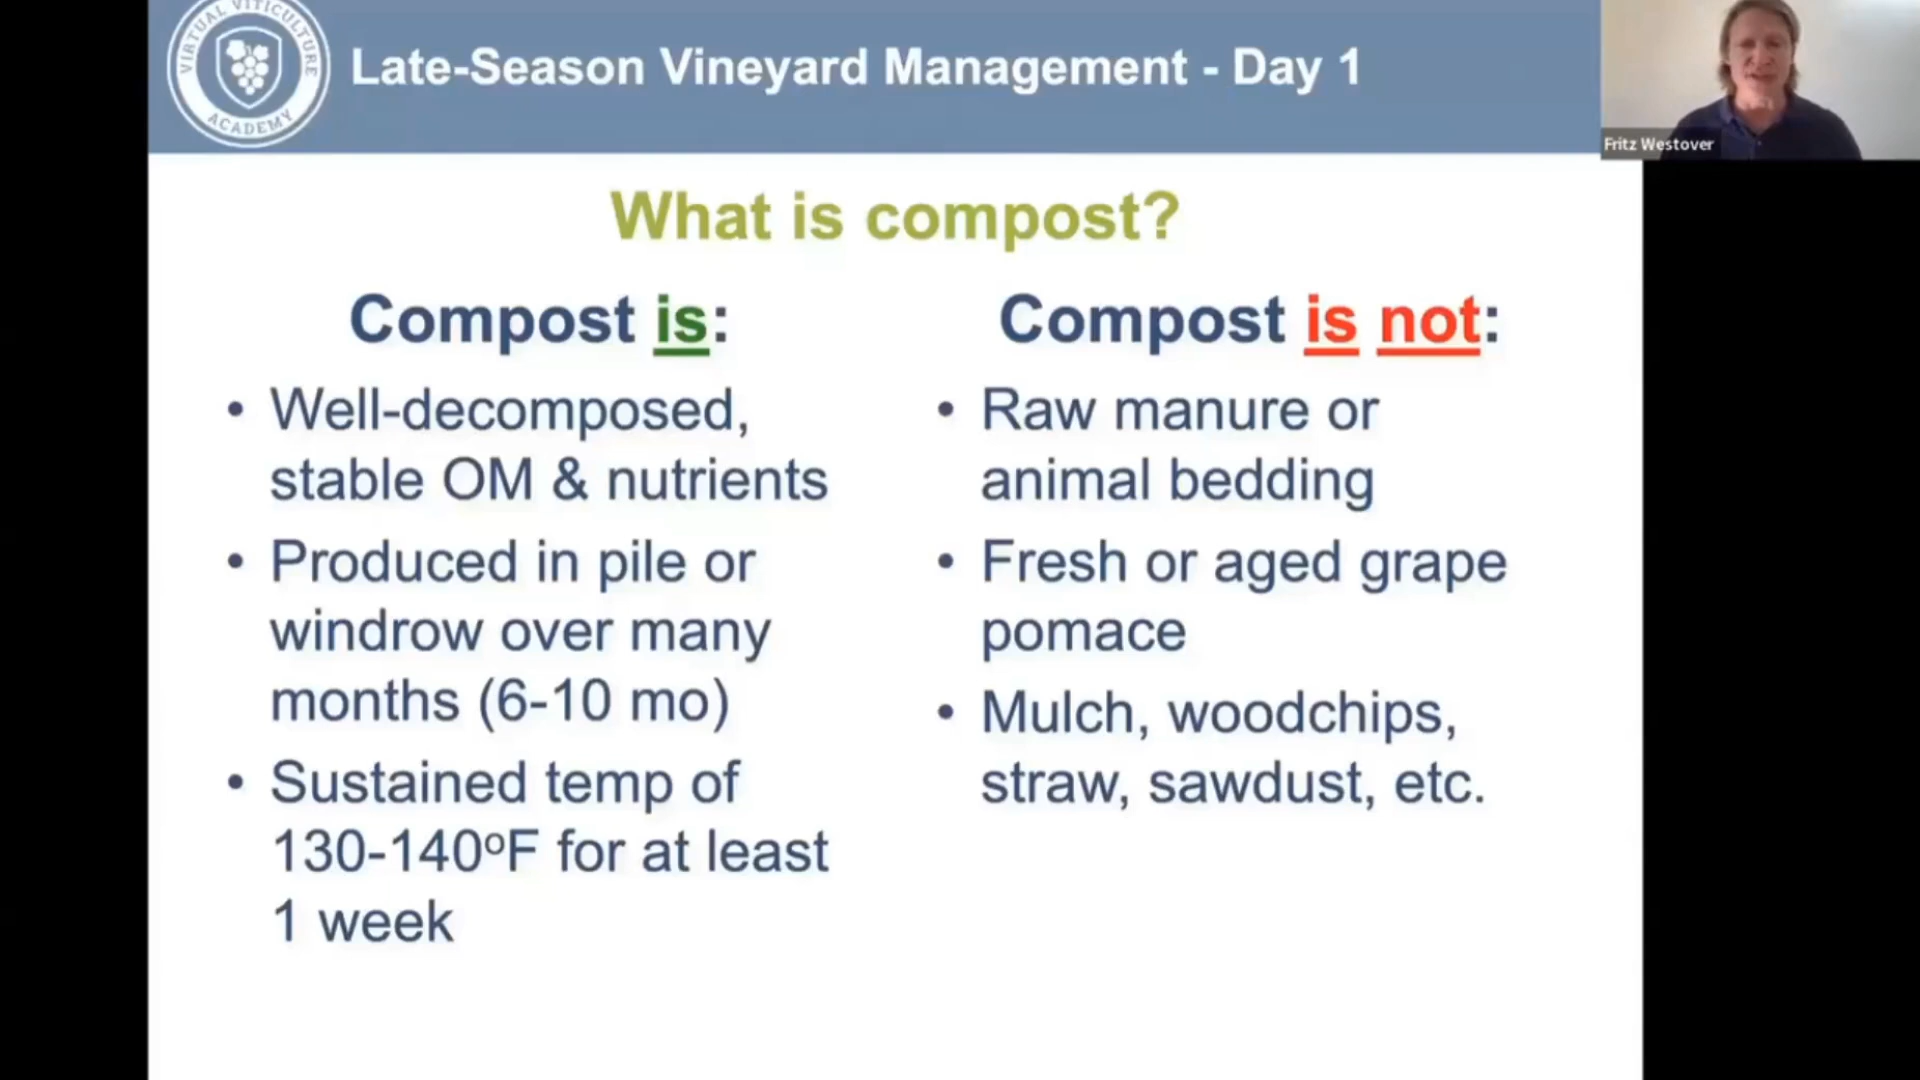 VIRTUAL VITICULTURE
ACADEMY
Late-Season Vineyard Management - Day 1
Fritz Westover
What is compost?
Compost is:
• Well-decomposed,
stable OM & nutrients
• Produced in pile or
windrow over many
months (6-10 mo)
• Sustained temp of
130-140ºF for at least
1 week
Compost is not:
• Raw manure or
animal bedding
• Fresh or aged grape
pomace
• Mulch, woodchips,
straw, sawdust, etc.